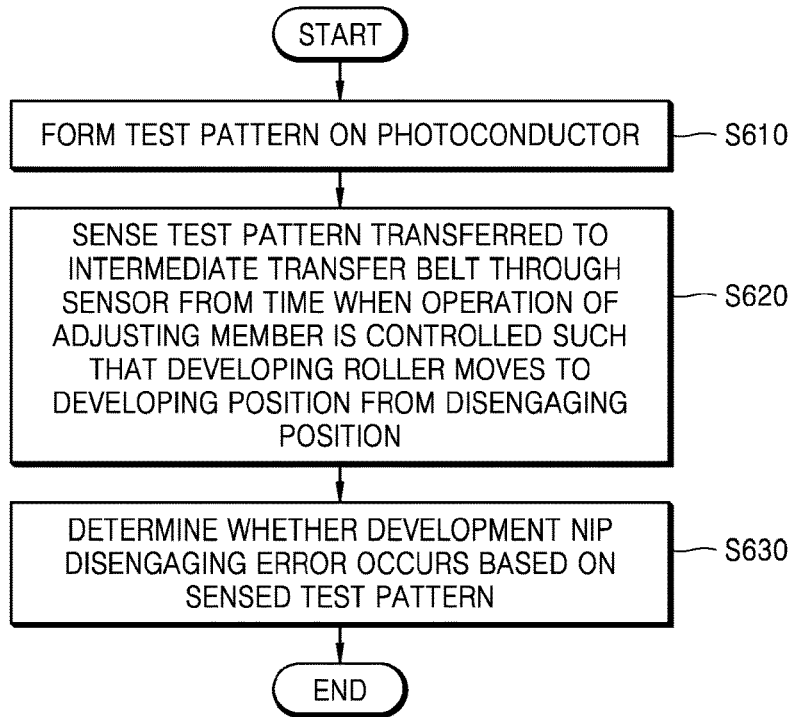 START
FORM TEST PATTERN ON PHOTOCONDUCTOR
S610
SENSE TEST PATTERN TRANSFERRED TO
INTERMEDIATE TRANSFER BELT THROUGH
SENSOR FROM TIME WHEN OPERATION OF
ADJUSTING MEMBER IS CONTROLLED SUCH
THAT DEVELOPING ROLLER MOVES TO
DEVELOPING POSITION FROM DISENGAGING
POSITION
S620
DETERMINE WHETHER DEVELOPMENT NIP
DISENGAGING ERROR OCCURS BASED ON
SENSED TEST PATTERN
S630
END